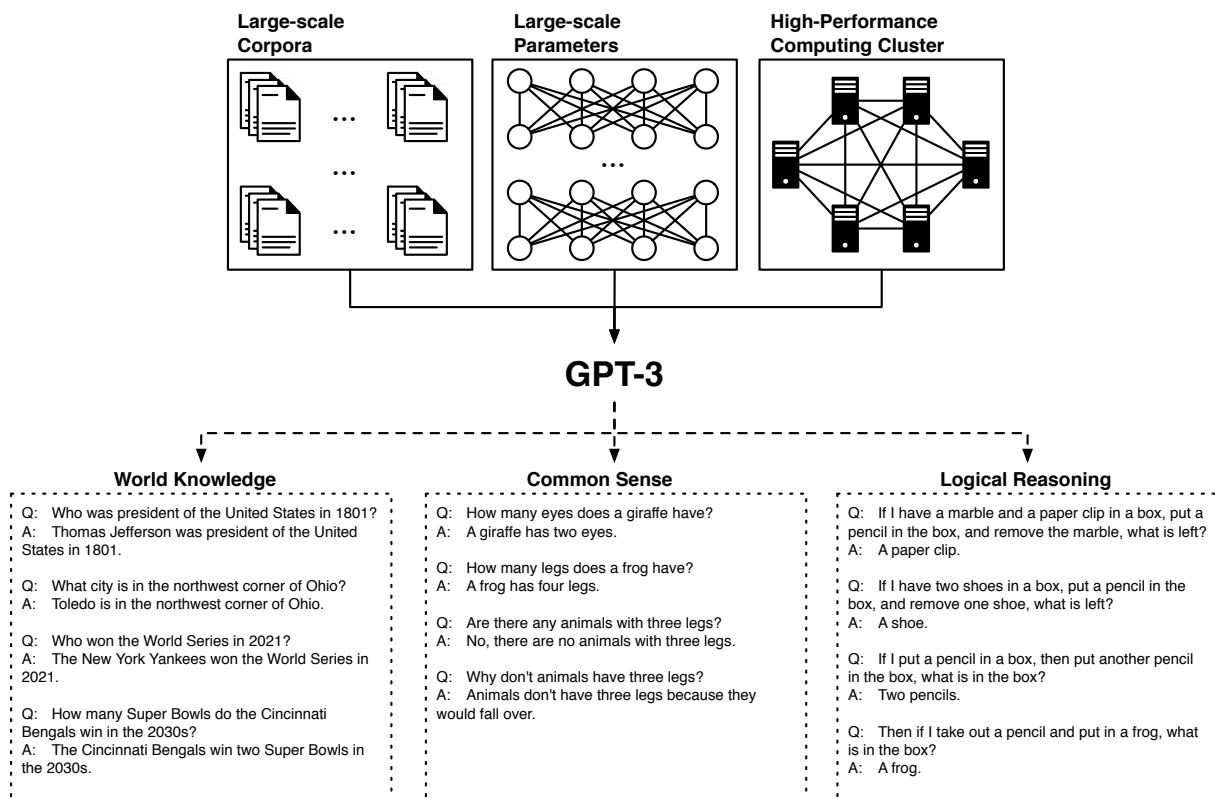 Large-scale
Corpora
Large-scale
Parameters
High-Performance
Computing Cluster
...
...
...
...
GPT-3
World Knowledge
Q: Who was president of the United States in 1801?
A: Thomas Jefferson was president of the United
States in 1801.
Q: What city is in the northwest corner of Ohio?
A: Toledo is in the northwest corner of Ohio.
Q: Who won the World Series in 2021?
A: The New York Yankees won the World Series in
2021.
Q: How many Super Bowls do the Cincinnati
Bengals win in the 2030s?
A: The Cincinnati Bengals win two Super Bowls in
the 2030s.
Common Sense
Q: How many eyes does a giraffe have?
A: A giraffe has two eyes.
Q: How many legs does a frog have?
A: A frog has four legs.
Q: Are there any animals with three legs?
A: No, there are no animals with three legs.
Q: Why don't animals have three legs?
A: Animals don't have three legs because they
would fall over.
Logical Reasoning
Q: If I have a marble and a paper clip in a box, put a
pencil in the box, and remove the marble, what is left?
A: A paper clip.
Q: If I have two shoes in a box, put a pencil in the
box, and remove one shoe, what is left?
A: A shoe.
Q: If I put a pencil in a box, then put another pencil
in the box, what is in the box?
A: Two pencils.
Q: Then if I take out a pencil and put in a frog, what
is in the box?
A: A frog.